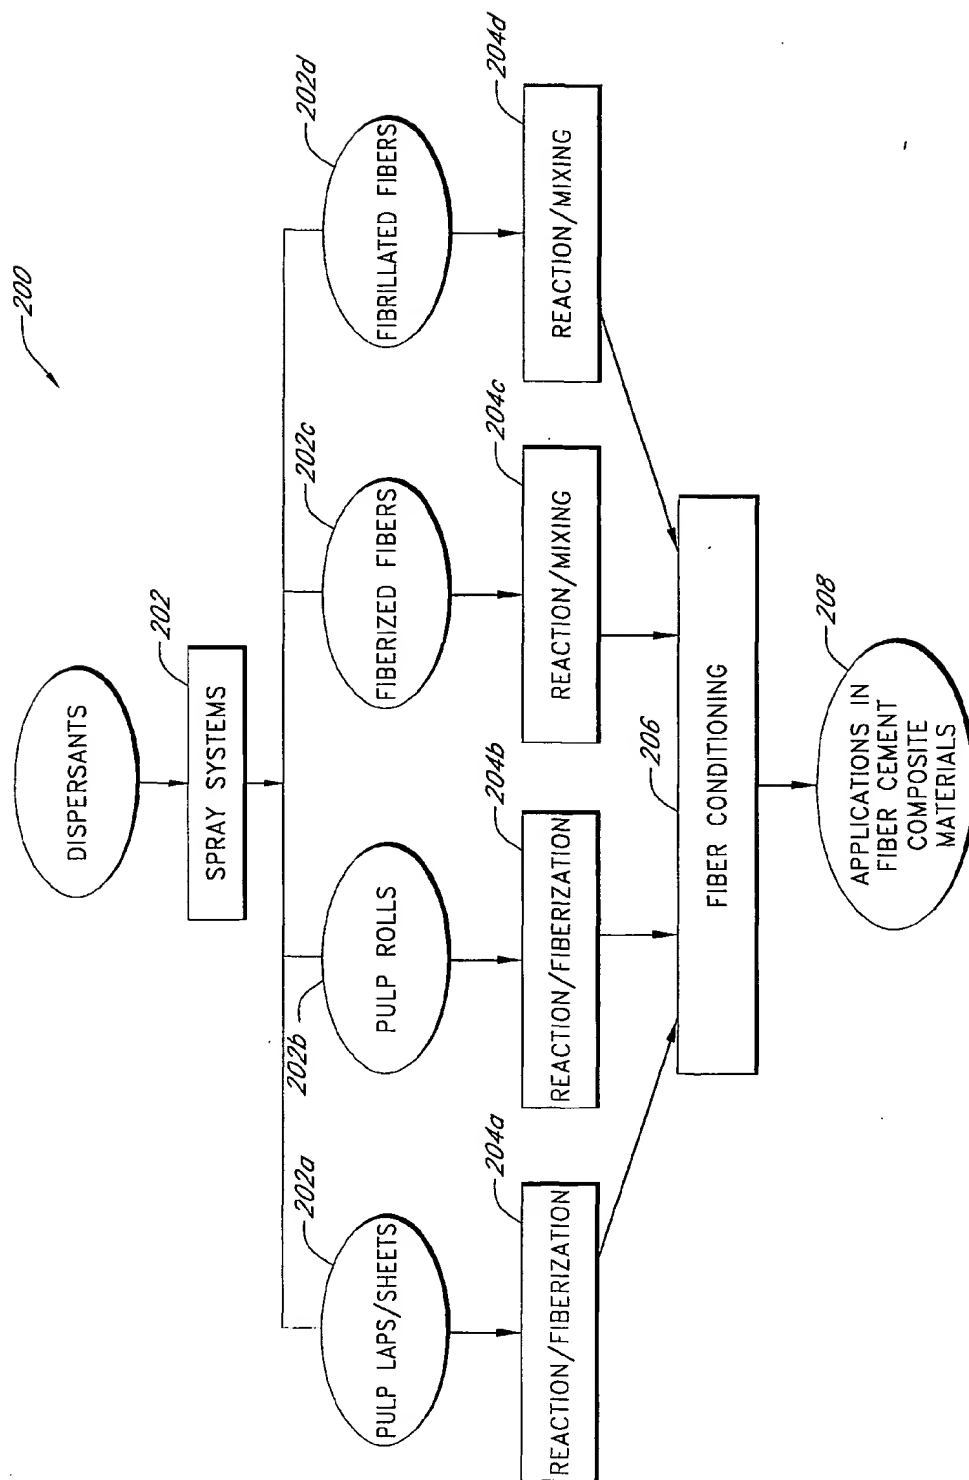 200
DISPERSANTS
202
SPRAY SYSTEMS
202a
PULP LAPS/SHEETS
202b
PULP ROLLS
202c
FIBERIZED FIBERS
202d
FIBRILLATED FIBERS
204a
REACTION/FIBERIZATION
204b
REACTION/FIBERIZATION
204c
REACTION/MIXING
204d
REACTION/MIXING
206
FIBER CONDITIONING
208
APPLICATIONS IN
FIBER CEMENT
COMPOSITE
MATERIALS